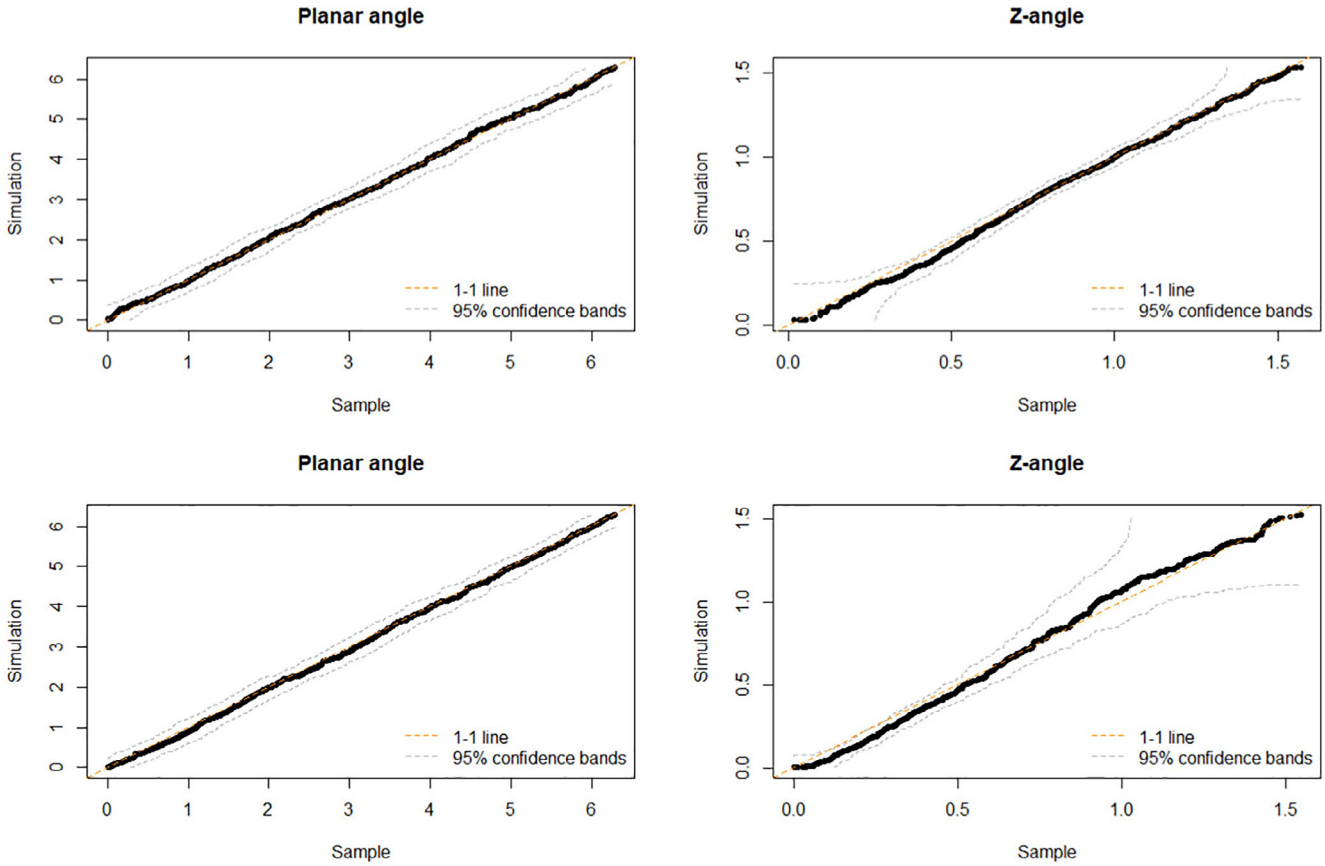 Planar angle
Simulation
6
5
4
3
2
1
0
1-1 line
95% confidence bands
0 1 2 3 4 5 6
Sample
Z-angle
Simulation
1.5
1.0
0.5
0.0
1-1 line
95% confidence bands
0.0 0.5 1.0 1.5
Sample
Planar angle
Simulation
6
5
4
3
2
1
0
1-1 line
95% confidence bands
0 1 2 3 4 5 6
Sample
Z-angle
Simulation
1.5
1.0
0.5
0.0
1-1 line
95% confidence bands
0.0 0.5 1.0 1.5
Sample